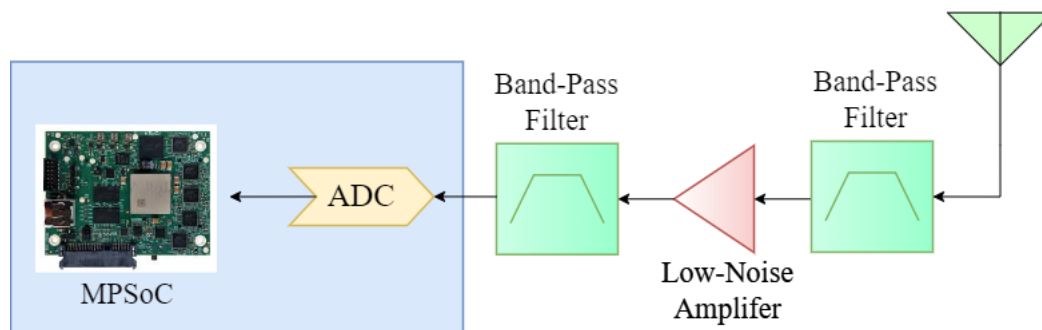 Band-Pass
Filter
Band-Pass
Filter
ADC
MPSoC
Low-Noise
Amplifer